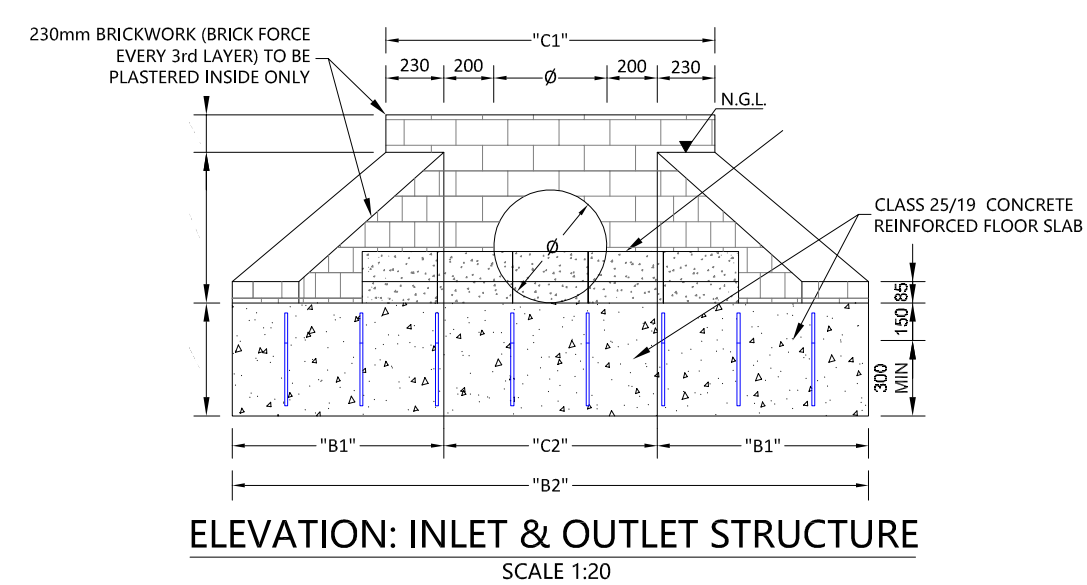 230mm BRICKWORK (BRICK FORCE
EVERY 3rd LAYER) TO BE
PLASTERED INSIDE ONLY
"C1"
230 200 Ø 200 230
N.G.L.
CLASS 25/19 CONCRETE
REINFORCED FLOOR SLAB
Ø
85
150
300
MIN
"B1" "C2" "B1"
"B2"
ELEVATION: INLET & OUTLET STRUCTURE
SCALE 1:20